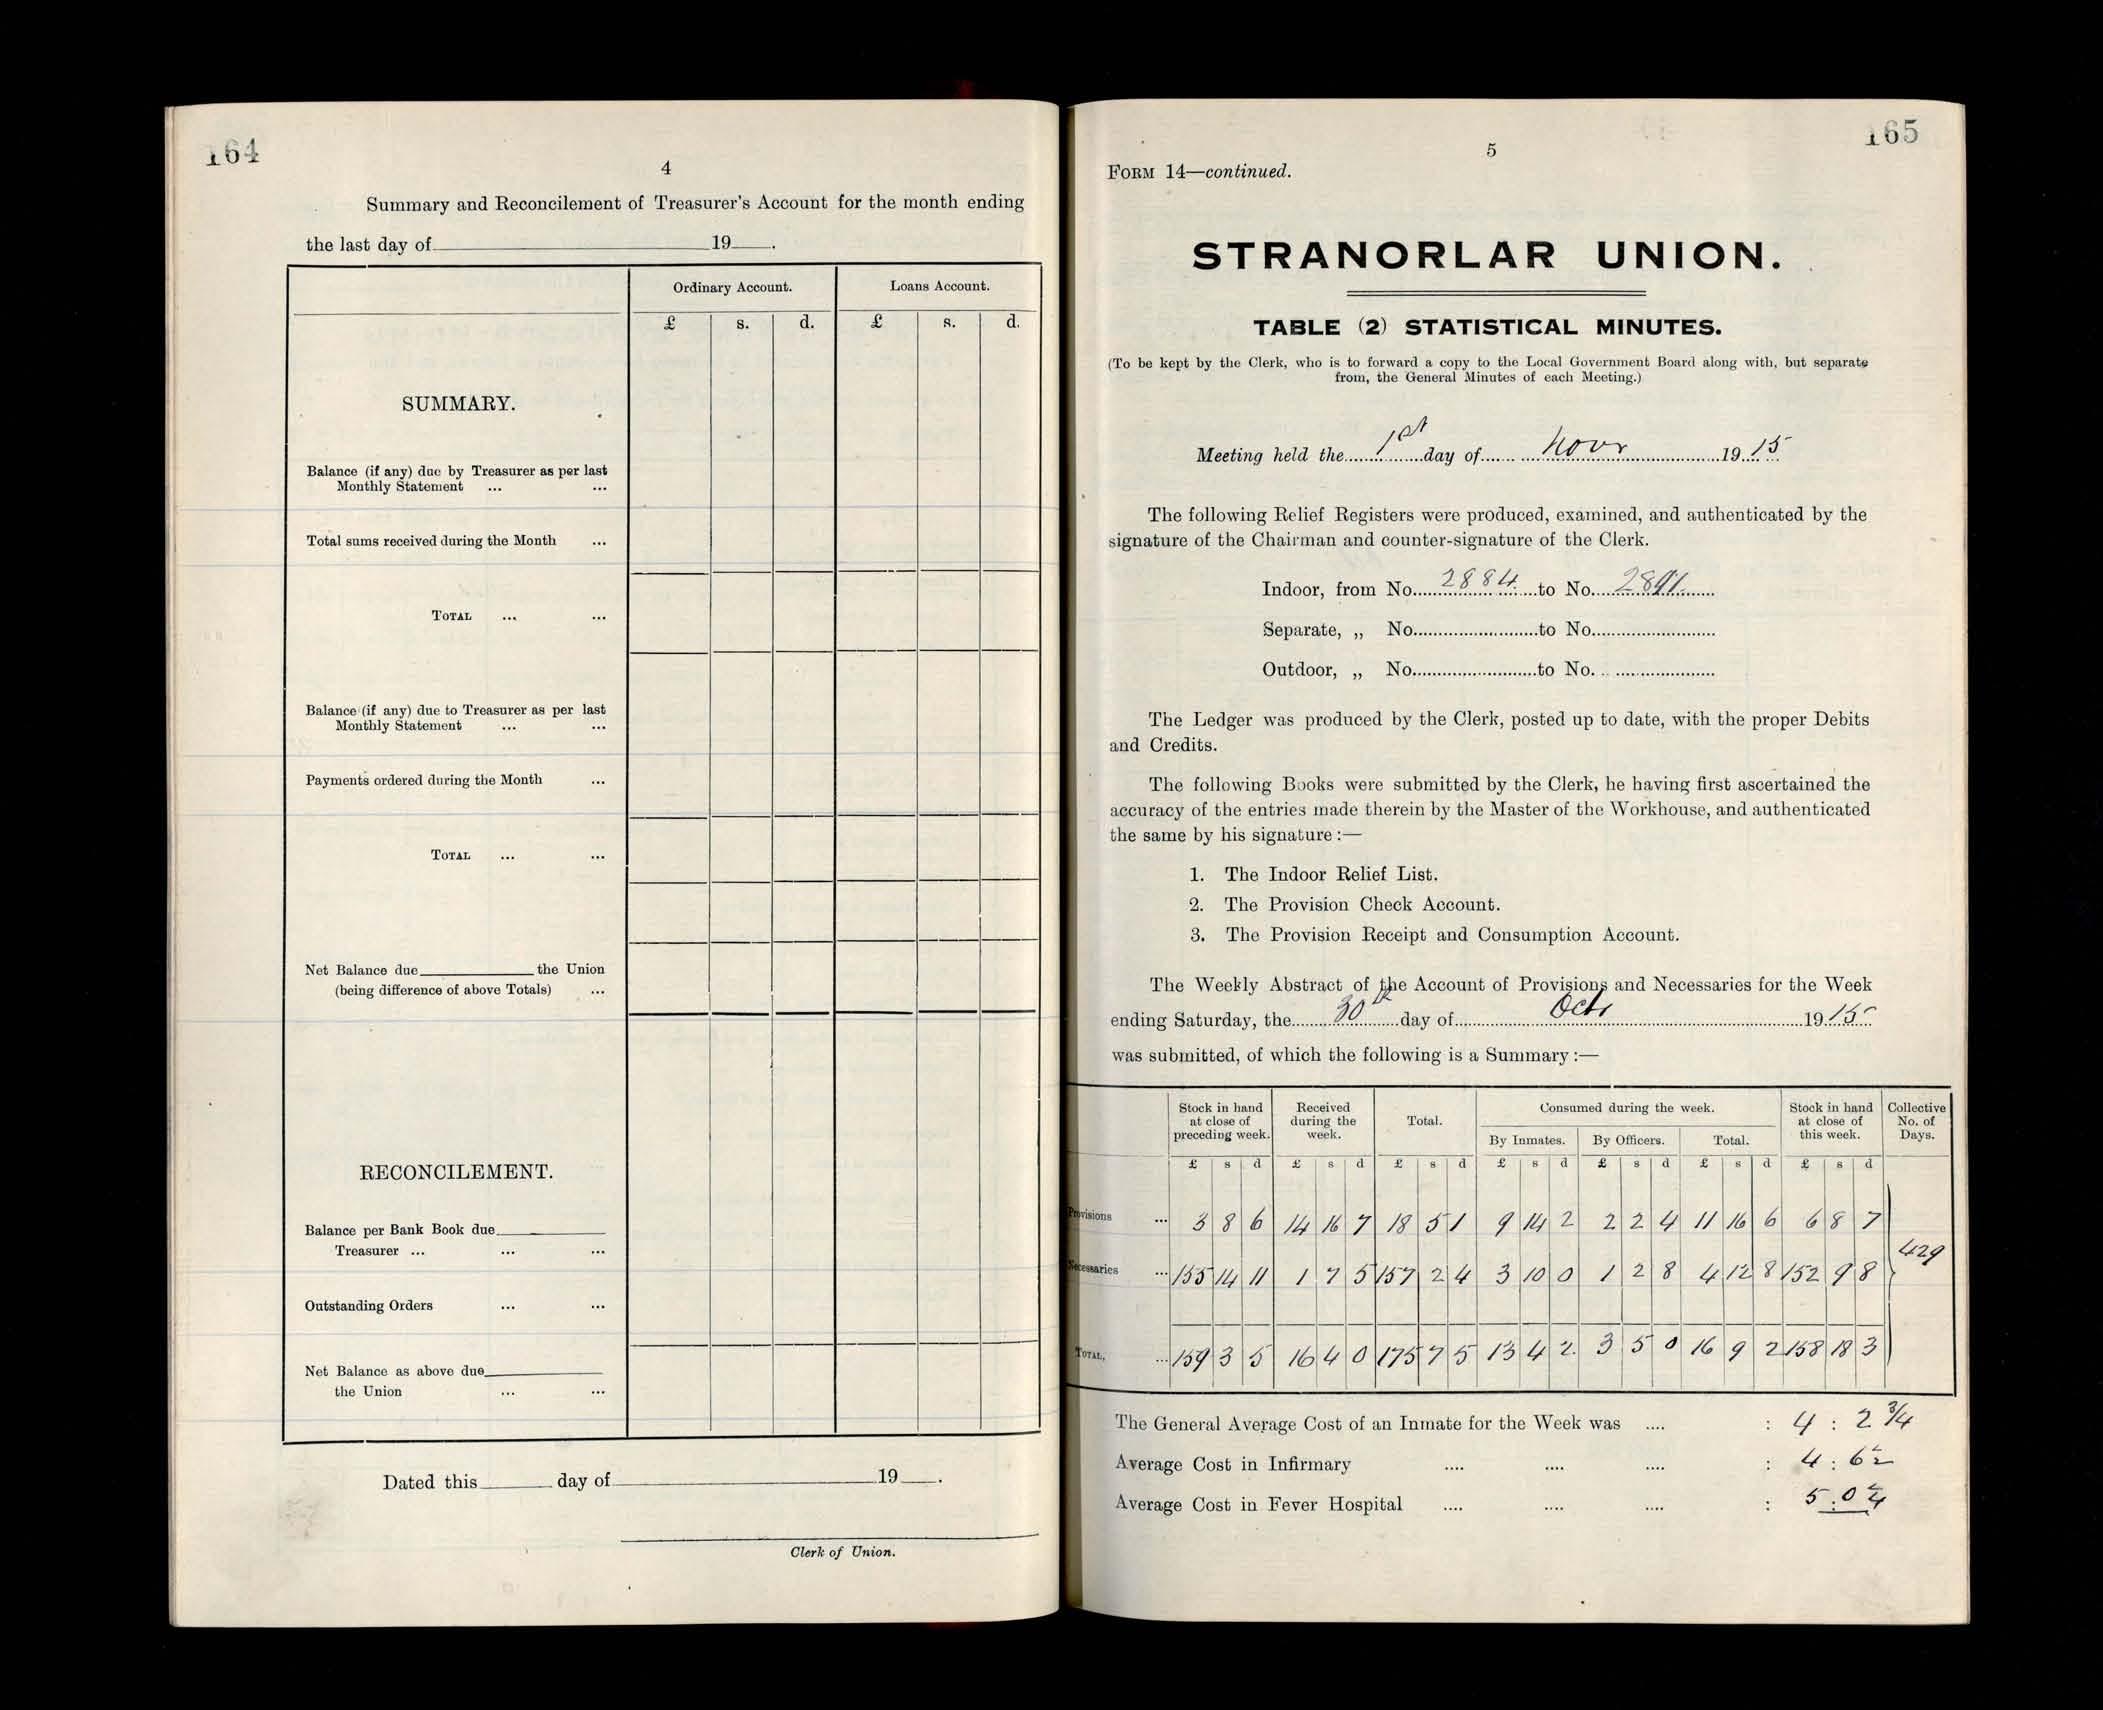 164
4
Summary and Reconcilement of Treasurer's Account for the month ending
the last day of 19 .
Ordinary Account. Loans Account.
£ s. d. £ s. d.
SUMMARY.
Balance (if any) due by Treasurer as per last
Monthly Statement ... ...
Total sums received during the Month ...
TOTAL ... ...
Balance (if any) due to Treasurer as per last
Monthly Statement ... ...
Payments ordered during the Month ...
TOTAL ... ...
Net Balance due the Union
(being difference of above Totals) ...
RECONCILEMENT.
Balance per Bank Book due
Treasurer ... ... ...
Outstanding Orders ... ...
Net Balance as above due
the Union ... ...
Dated this day of 19 .
Clerk of Union.
165
5
FORM 14—continued.
STRANORLAR UNION.
TABLE (2) STATISTICAL MINUTES.
(To be kept by the Clerk, who is to forward a copy to the Local Government Board along with, but separate
from, the General Minutes of each Meeting.)
Meeting held the 1st day of Novr 1915
The following Relief Registers were produced, examined, and authenticated by the
signature of the Chairman and counter-signature of the Clerk.
Indoor, from No. 2884 to No. 2891
Separate, „ No. to No.
Outdoor, „ No. to No.
The Ledger was produced by the Clerk, posted up to date, with the proper Debits
and Credits.
The following Books were submitted by the Clerk, he having first ascertained the
accuracy of the entries made therein by the Master of the Workhouse, and authenticated
the same by his signature :—
1. The Indoor Relief List.
2. The Provision Check Account.
3. The Provision Receipt and Consumption Account.
The Weekly Abstract of the Account of Provisions and Necessaries for the Week
ending Saturday, the 30th day of Octr 1915
was submitted, of which the following is a Summary :—
Stock in hand at close of preceding week. Received during the week. Total. Consumed during the week. Stock in hand at close of this week. Collective No. of Days.
By Inmates. By Officers. Total.
£ s d £ s d £ s d £ s d £ s d £ s d £ s d
Provisions ... 3 8 6 14 16 7 18 5 1 9 14 2 2 2 4 11 16 6 6 8 7
429
Necessaries ... 155 14 11 1 7 5 157 2 4 3 10 0 1 2 8 4 12 8 152 9 8
TOTAL, ... 159 3 5 16 4 0 175 7 5 13 4 2 3 5 0 16 9 2 158 18 3
The General Average Cost of an Inmate for the Week was .... : 4 : 2 3/4
Average Cost in Infirmary .... .... .... : 4 : 6
Average Cost in Fever Hospital .... .... .... : 5 : 0